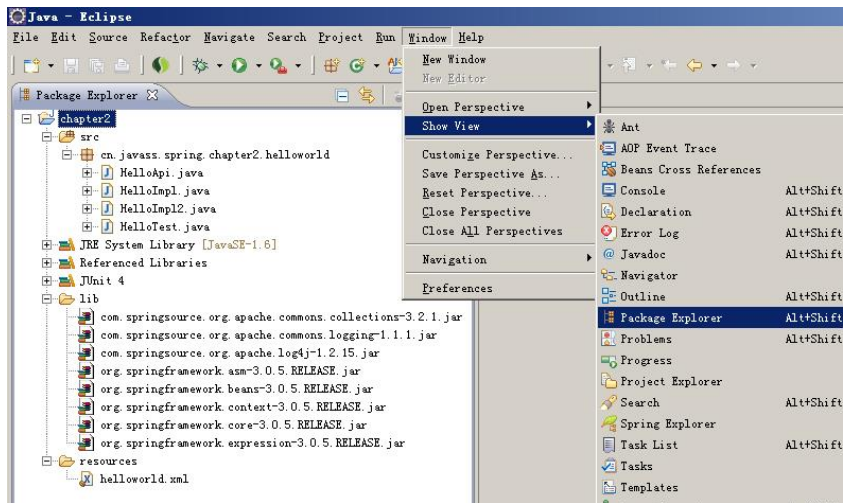 Java - Eclipse
File Edit Source Refactor Navigate Search Project Run Window Help
Package Explorer
chapter2
src
cn.javass.spring.chapter2.helloworld
HelloApi.java
HelloImpl.java
HelloImpl2.java
HelloTest.java
JRE System Library [JavaSE-1.6]
Referenced Libraries
JUnit 4
lib
com.springsource.org.apache.commons.collections-3.2.1.jar
com.springsource.org.apache.commons.logging-1.1.1.jar
com.springsource.org.apache.log4j-1.2.15.jar
org.springframework.asm-3.0.5.RELEASE.jar
org.springframework.beans-3.0.5.RELEASE.jar
org.springframework.context-3.0.5.RELEASE.jar
org.springframework.core-3.0.5.RELEASE.jar
org.springframework.expression-3.0.5.RELEASE.jar
resources
helloworld.xml
New Window
New Editor
Open Perspective
Show View
Customize Perspective...
Save Perspective As...
Reset Perspective...
Close Perspective
Close All Perspectives
Navigation
Preferences
Ant
AOP Event Trace
Beans Cross References
Console Alt+Shift
Declaration Alt+Shift
Error Log Alt+Shift
Javadoc Alt+Shift
Navigator
Outline Alt+Shift
Package Explorer Alt+Shift
Problems Alt+Shift
Progress
Project Explorer
Search Alt+Shift
Spring Explorer
Task List Alt+Shift
Tasks
Templates